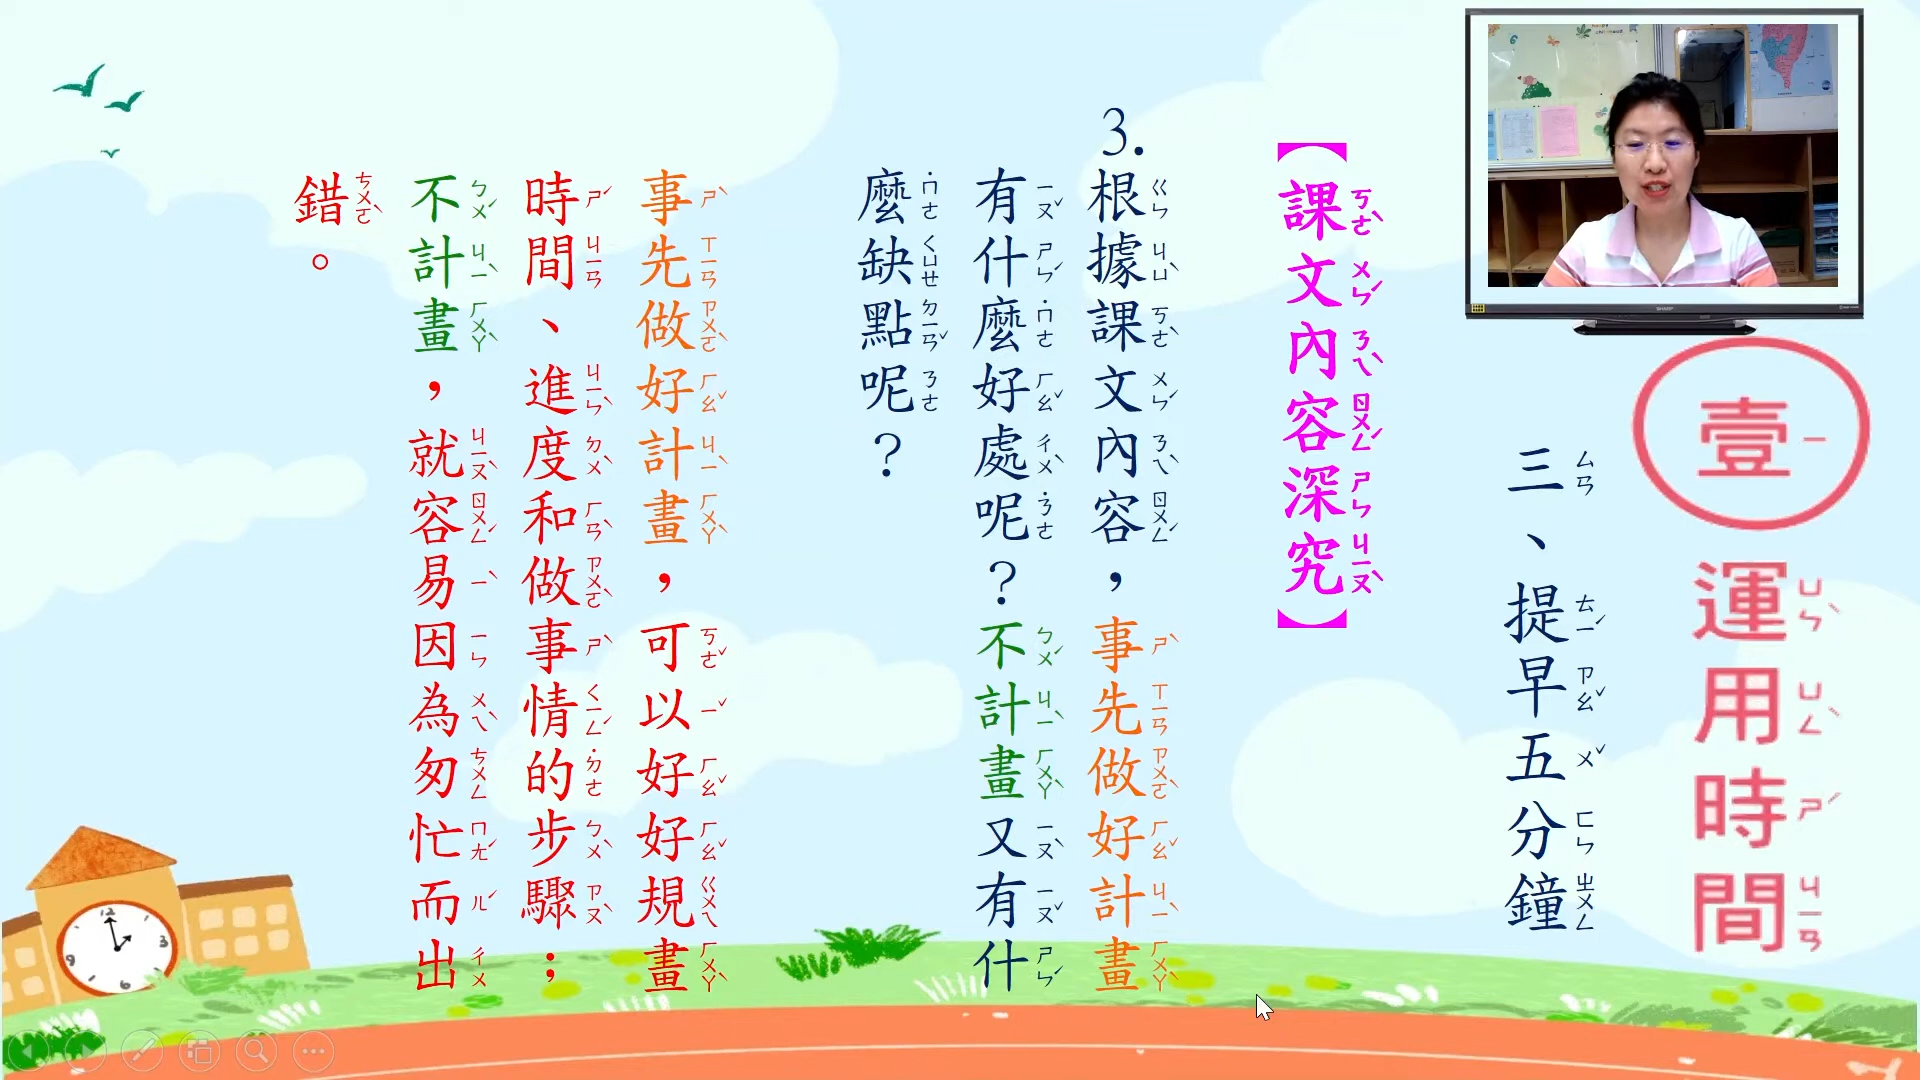 壹 運用時間
三、提早五分鐘
【課文內容深究】
3.根據課文內容，事先做好計畫
有什麼好處呢？不計畫又有什
麼缺點呢？
事先做好計畫，可以好好規畫
時間、進度和做事情的步驟；
不計畫，就容易因為匆忙而出
錯。
SHARP